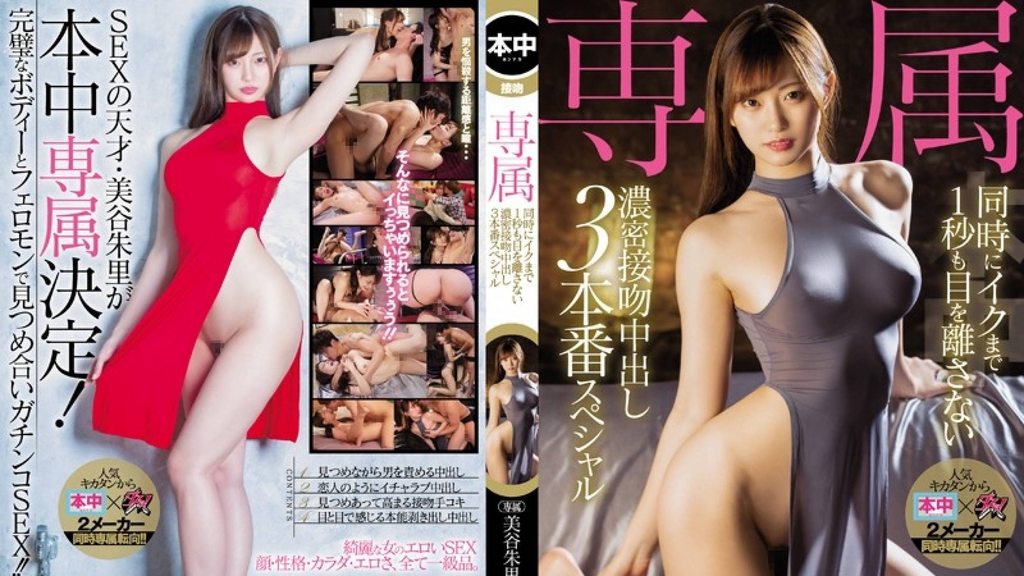 SEXの天才・美谷朱里が
本中専属決定！
完璧なボディーとフェロモンで見つめ合いガチンコSEX!!
男を悩殺する距離感と瞳…
そんなに見つめられると
イっちゃいますぅぅ!!
CONTENTS
1 見つめながら男を責める中出し
2 恋人のようにイチャラブ中出し
3 見つめあって高まる接吻手コキ
4 目と目で感じる本能剥き出し中出し
綺麗な女のエロいSEX
顔・性格・カラダ・エロさ、全て一級品。
人気
キカタンから
本中×
2メーカー
同時専属転向!!
本中
ホンナカ
接吻
専属
同時にイクまで
1秒も目を離さない
濃密接吻中出し
3本番スペシャル
専属
美谷朱里
専属
同時にイクまで
1秒も目を離さない
濃密接吻中出し
3本番スペシャル
本中
人気
キカタンから
本中×
2メーカー
同時専属転向!!